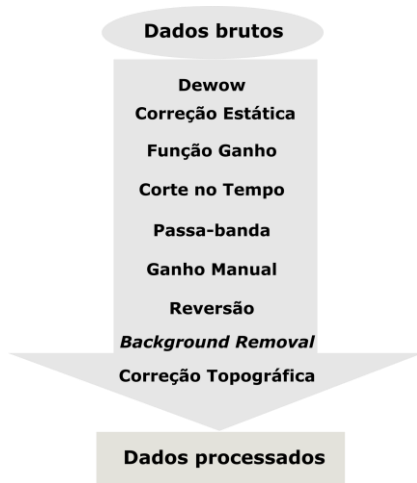 Dados brutos
Dewow
Correção Estática
Função Ganho
Corte no Tempo
Passa-banda
Ganho Manual
Reversão
Background Removal
Correção Topográfica
Dados processados